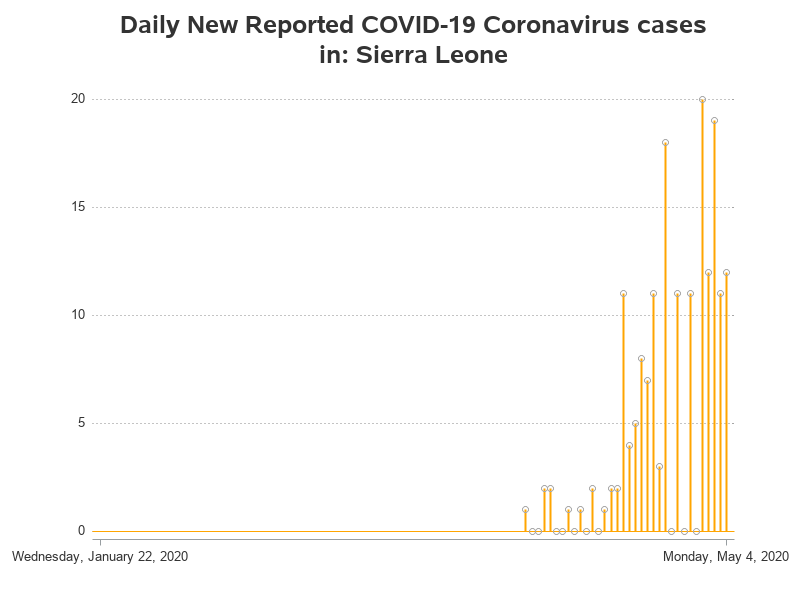 Daily New Reported COVID-19 Coronavirus cases
in: Sierra Leone
20
15
10
5
0
Wednesday, January 22, 2020
Monday, May 4, 2020